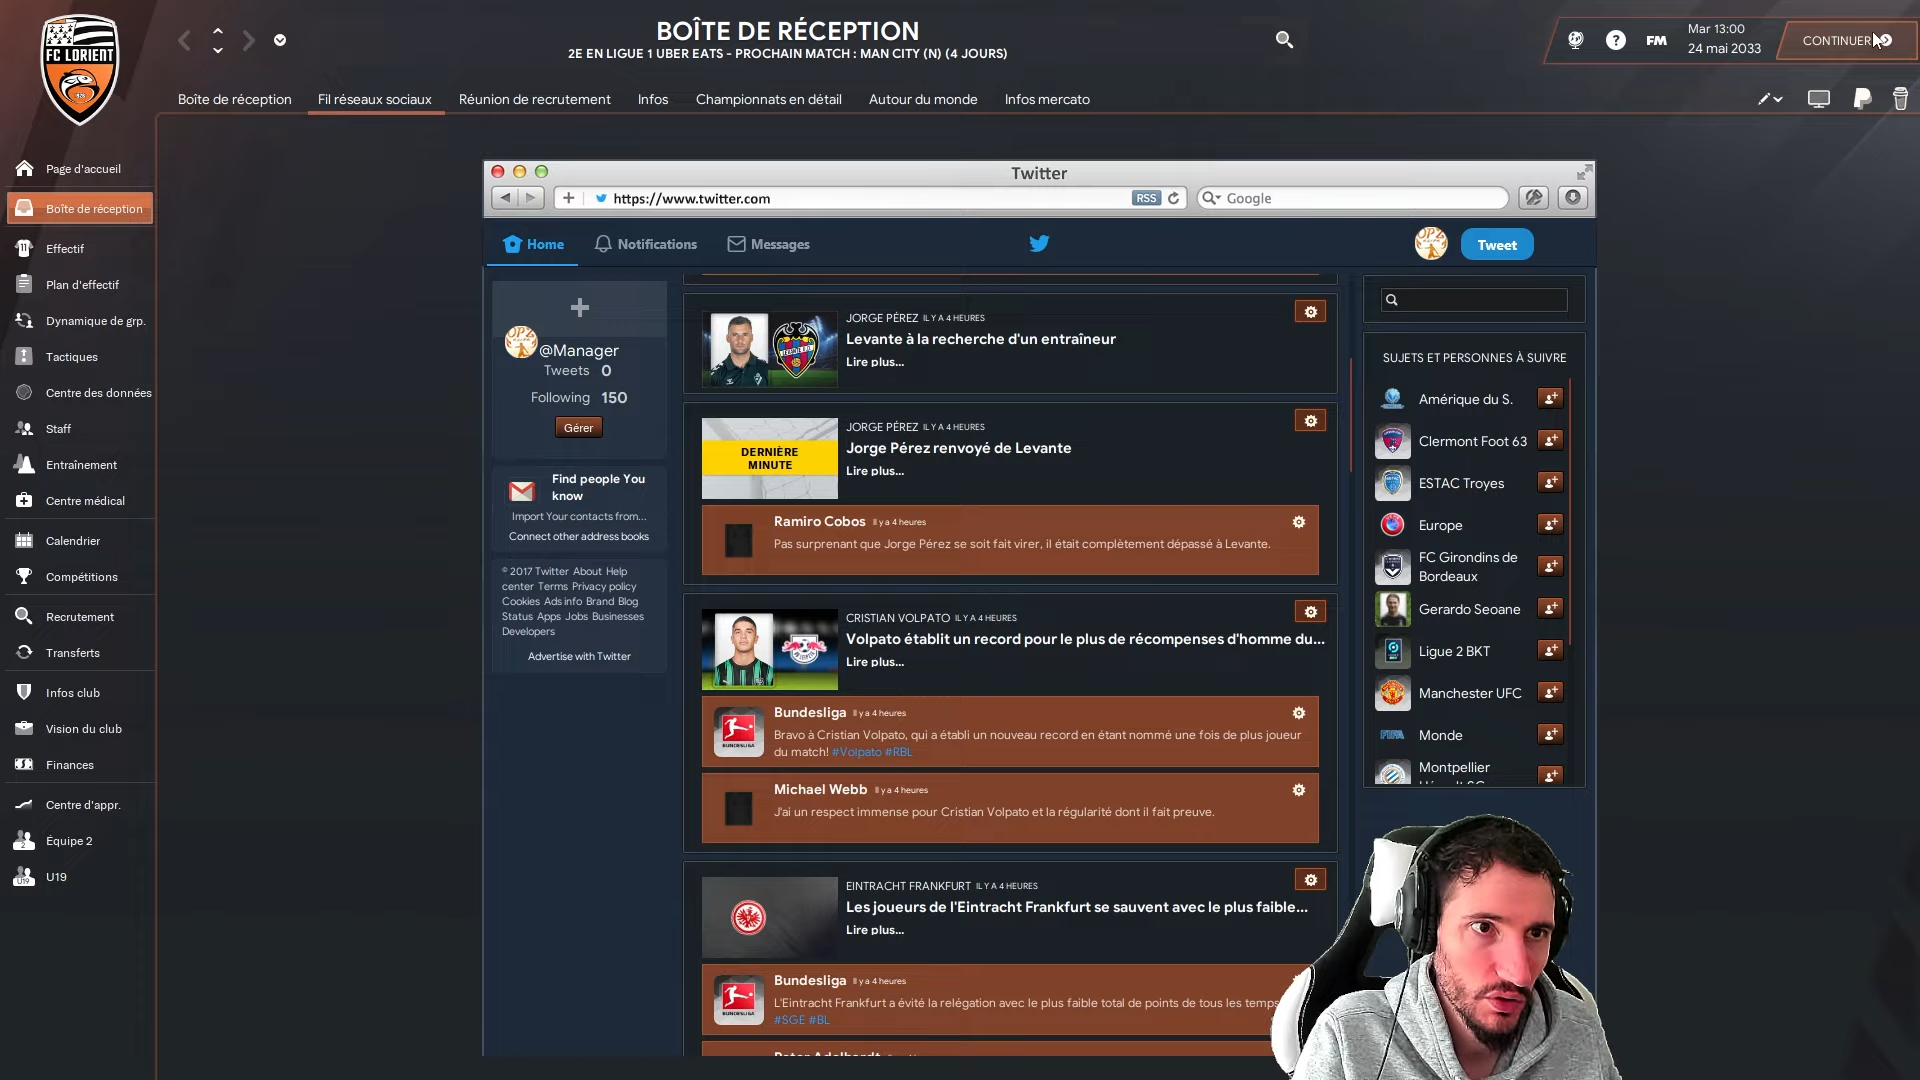 FC LORIENT
BOÎTE DE RÉCEPTION
2E EN LIGUE 1 UBER EATS - PROCHAIN MATCH : MAN CITY (N) (4 JOURS)
FM
Mar 13:00
24 mai 2033
CONTINUER
Boîte de réception
Fil réseaux sociaux
Réunion de recrutement
Infos
Championnats en détail
Autour du monde
Infos mercato
Page d'accueil
Boîte de réception
Effectif
Plan d'effectif
Dynamique de grp.
Tactiques
Centre des données
Staff
Entraînement
Centre médical
Calendrier
Compétitions
Recrutement
Transferts
Infos club
Vision du club
Finances
Centre d'appr.
Équipe 2
U19
Twitter
https://www.twitter.com
RSS
Google
Home
Notifications
Messages
Tweet
@Manager
Tweets 0
Following 150
Gérer
Find people You
know
Import Your contacts from...
Connect other address books
© 2017 Twitter About Help
center Terms Privacy policy
Cookies Ads info Brand Blog
Status Apps Jobs Businesses
Developers
Advertise with Twitter
JORGE PÉREZ IL Y A 4 HEURES
Levante à la recherche d'un entraîneur
Lire plus...
DERNIÈRE
MINUTE
JORGE PÉREZ IL Y A 4 HEURES
Jorge Pérez renvoyé de Levante
Lire plus...
Ramiro Cobos Il y a 4 heures
Pas surprenant que Jorge Pérez se soit fait virer, il était complètement dépassé à Levante.
CRISTIAN VOLPATO IL Y A 4 HEURES
Volpato établit un record pour le plus de récompenses d'homme du...
Lire plus...
BUNDESLIGA
Bundesliga Il y a 4 heures
Bravo à Cristian Volpato, qui a établi un nouveau record en étant nommé une fois de plus joueur
du match! #Volpato #RBL
Michael Webb Il y a 4 heures
J'ai un respect immense pour Cristian Volpato et la régularité dont il fait preuve.
EINTRACHT FRANKFURT IL Y A 4 HEURES
Les joueurs de l'Eintracht Frankfurt se sauvent avec le plus faible...
Lire plus...
BUNDESLIGA
Bundesliga Il y a 4 heures
L'Eintracht Frankfurt a évité la relégation avec le plus faible total de points de tous les temps
#SGE #BL
SUJETS ET PERSONNES À SUIVRE
Amérique du S.
Clermont Foot 63
ESTAC Troyes
Europe
FC Girondins de
Bordeaux
Gerardo Seoane
Ligue 2 BKT
Manchester UFC
FIFA
Monde
Montpellier